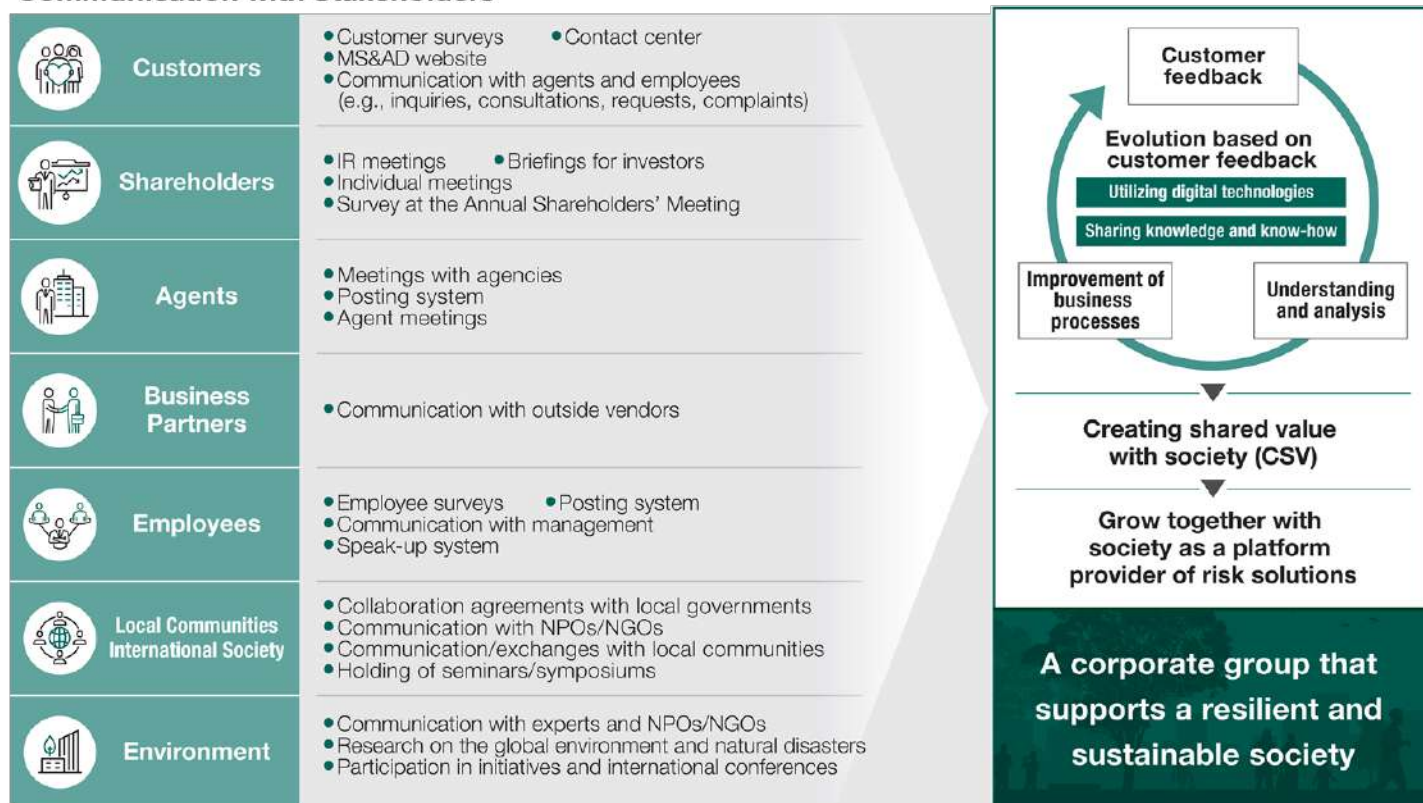 Customers
• Customer surveys • Contact center
• MS&AD website
• Communication with agents and employees
(e.g., inquiries, consultations, requests, complaints)
Shareholders
• IR meetings • Briefings for investors
• Individual meetings
• Survey at the Annual Shareholders' Meeting
Agents
• Meetings with agencies
• Posting system
• Agent meetings
Business
Partners
• Communication with outside vendors
Employees
• Employee surveys • Posting system
• Communication with management
• Speak-up system
Local Communities
International Society
• Collaboration agreements with local governments
• Communication with NPOs/NGOs
• Communication/exchanges with local communities
• Holding of seminars/symposiums
Environment
• Communication with experts and NPOs/NGOs
• Research on the global environment and natural disasters
• Participation in initiatives and international conferences
Customer
feedback
Evolution based on
customer feedback
Utilizing digital technologies
Sharing knowledge and know-how
Improvement of
business
processes
Understanding
and analysis
Creating shared value
with society (CSV)
Grow together with
society as a platform
provider of risk solutions
A corporate group that
supports a resilient and
sustainable society